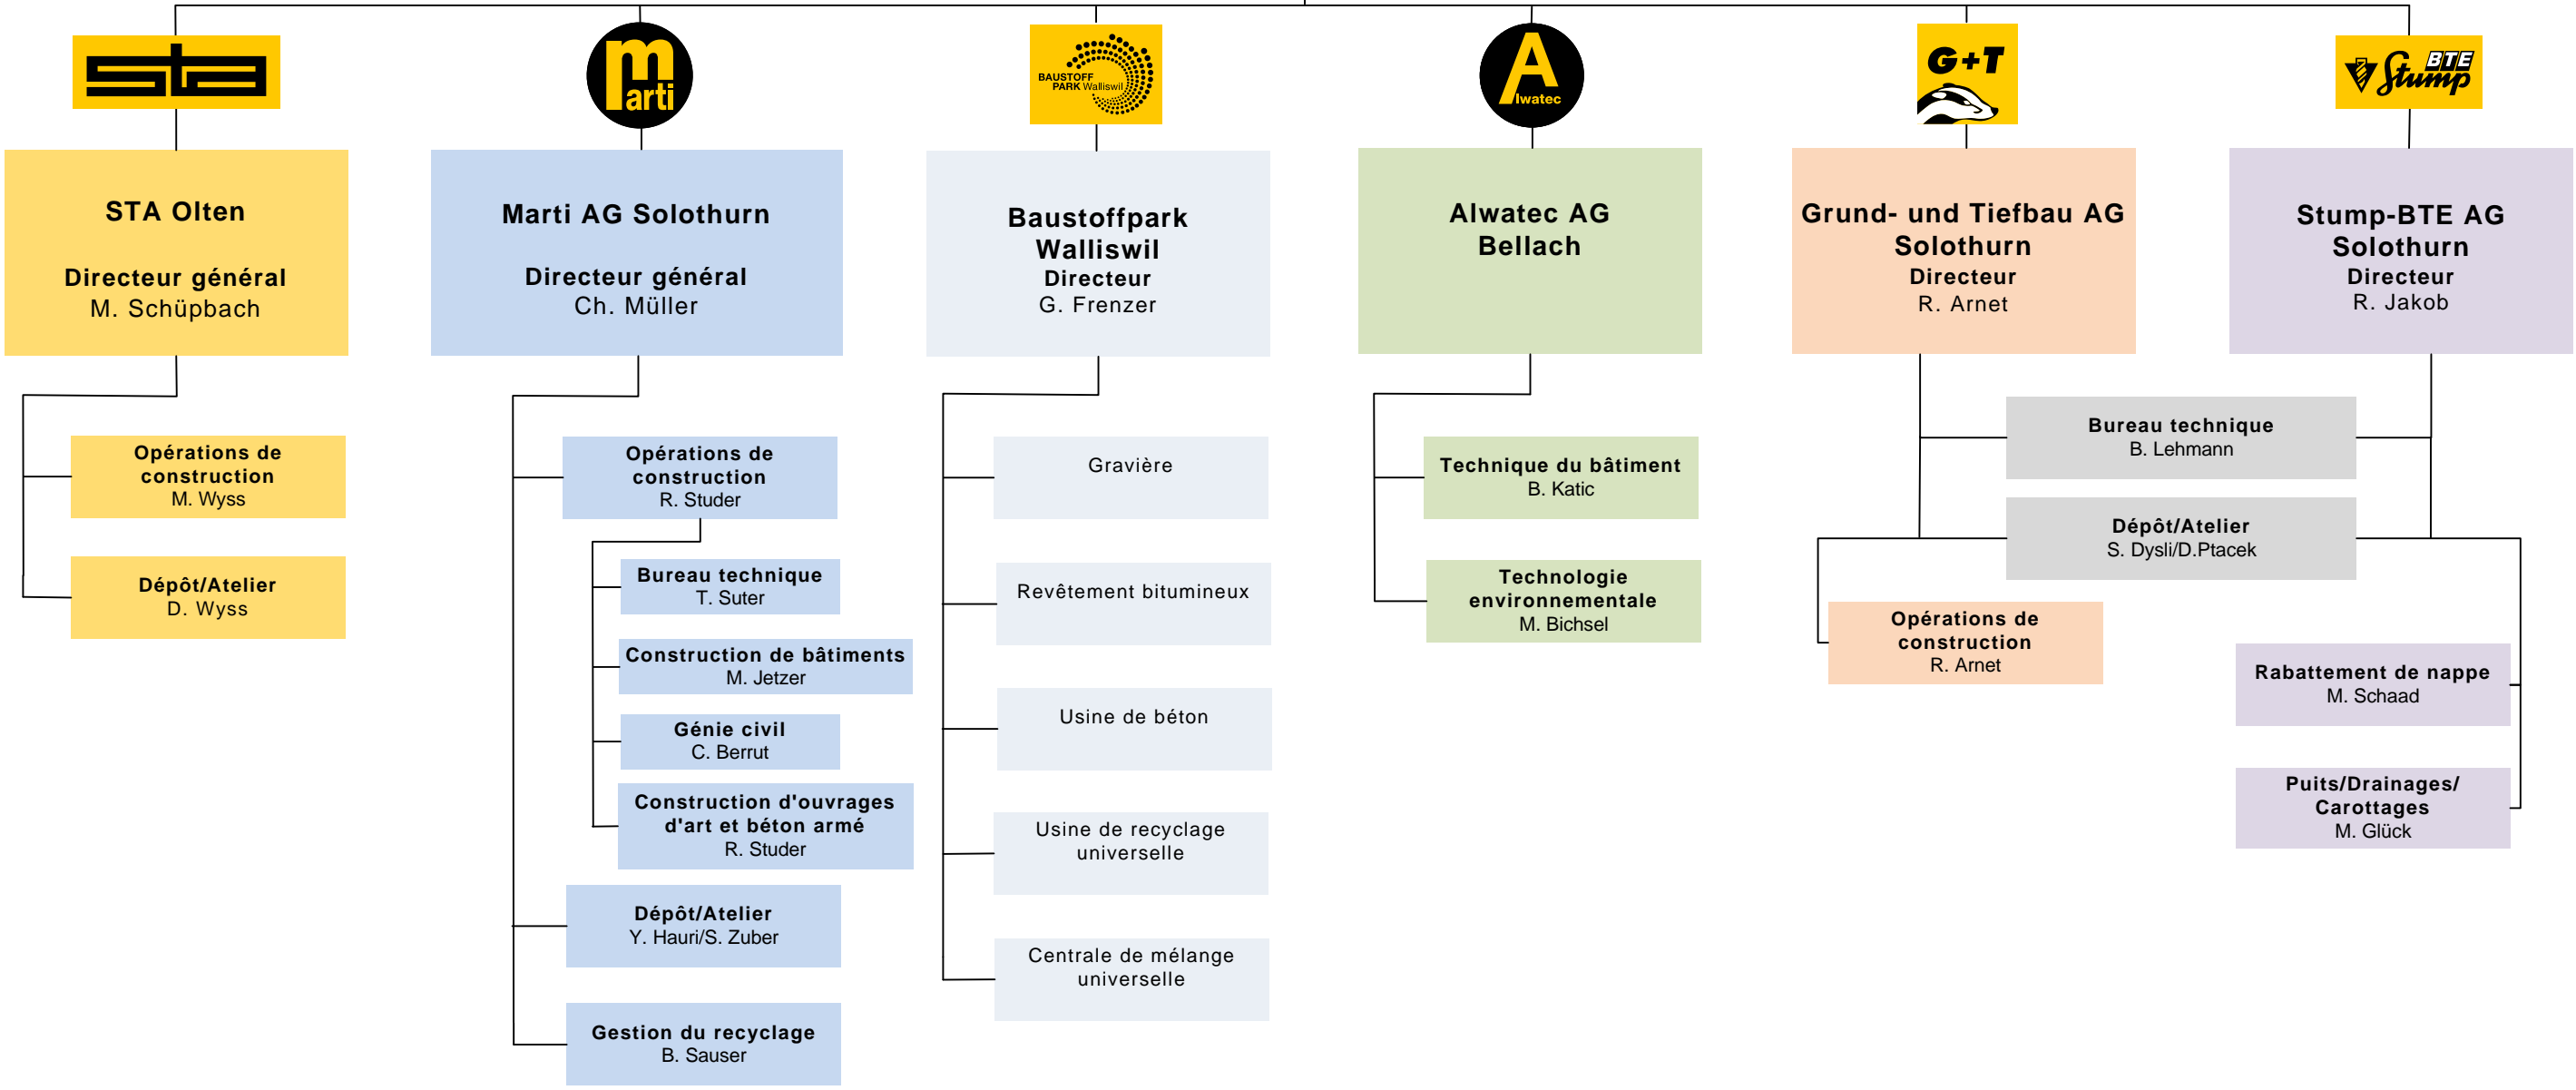 sta
marti
BAUSTOFF
PARK Walliswil
Alwatec
G+T
BTE
Stump
STA Olten
Directeur général
M. Schüpbach
Opérations de
construction
M. Wyss
Dépôt/Atelier
D. Wyss
Marti AG Solothurn
Directeur général
Ch. Müller
Opérations de
construction
R. Studer
Bureau technique
T. Suter
Construction de bâtiments
M. Jetzer
Génie civil
C. Berrut
Construction d'ouvrages
d'art et béton armé
R. Studer
Dépôt/Atelier
Y. Hauri/S. Zuber
Gestion du recyclage
B. Sauser
Baustoffpark
Walliswil
Directeur
G. Frenzer
Gravière
Revêtement bitumineux
Usine de béton
Usine de recyclage
universelle
Centrale de mélange
universelle
Alwatec AG
Bellach
Technique du bâtiment
B. Katic
Technologie
environnementale
M. Bichsel
Grund- und Tiefbau AG
Solothurn
Directeur
R. Arnet
Stump-BTE AG
Solothurn
Directeur
R. Jakob
Bureau technique
B. Lehmann
Dépôt/Atelier
S. Dysli/D.Ptacek
Opérations de
construction
R. Arnet
Rabattement de nappe
M. Schaad
Puits/Drainages/
Carottages
M. Glück